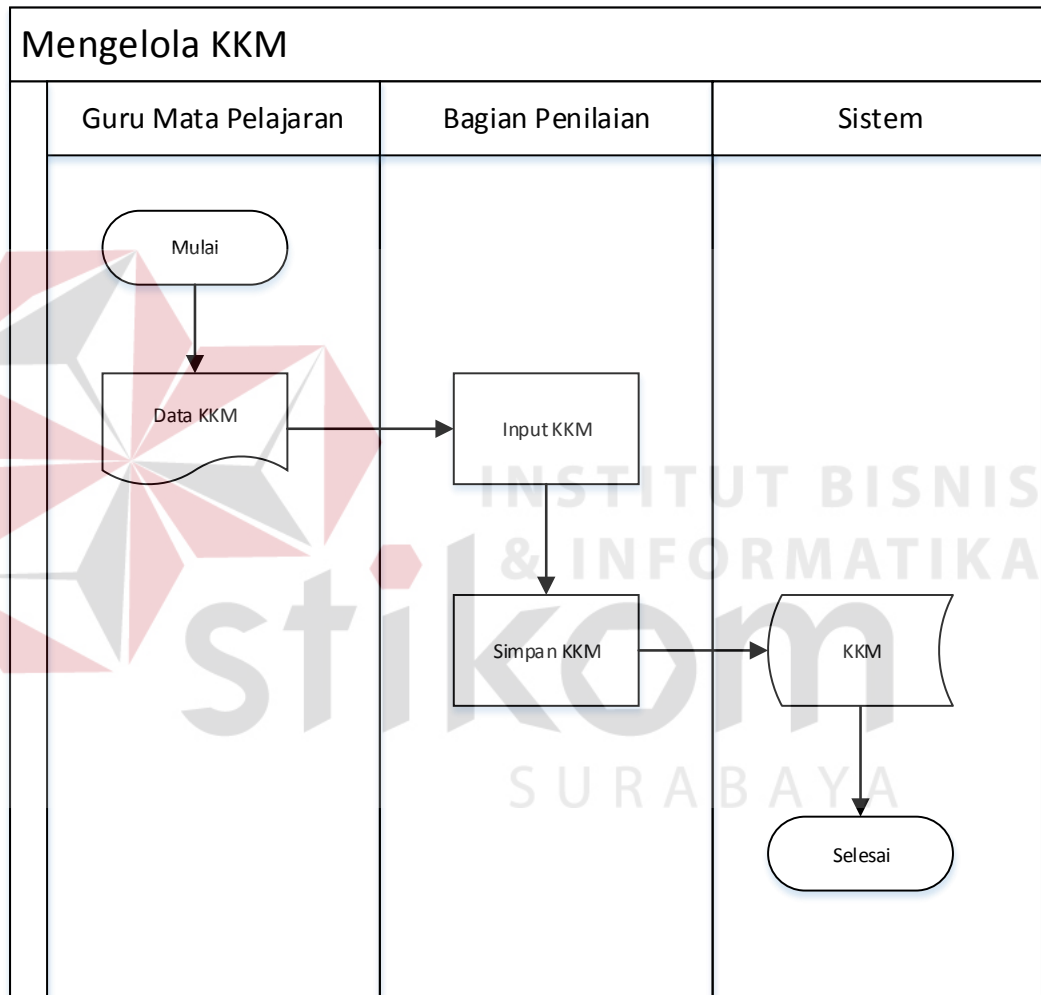 Mengelola KKM
Guru Mata Pelajaran
Bagian Penilaian
Sistem
Mulai
Data KKM
Input KKM
Simpan KKM
KKM
Selesai
INSTITUT BISNIS
& INFORMATIKA
stikom
SURABAYA